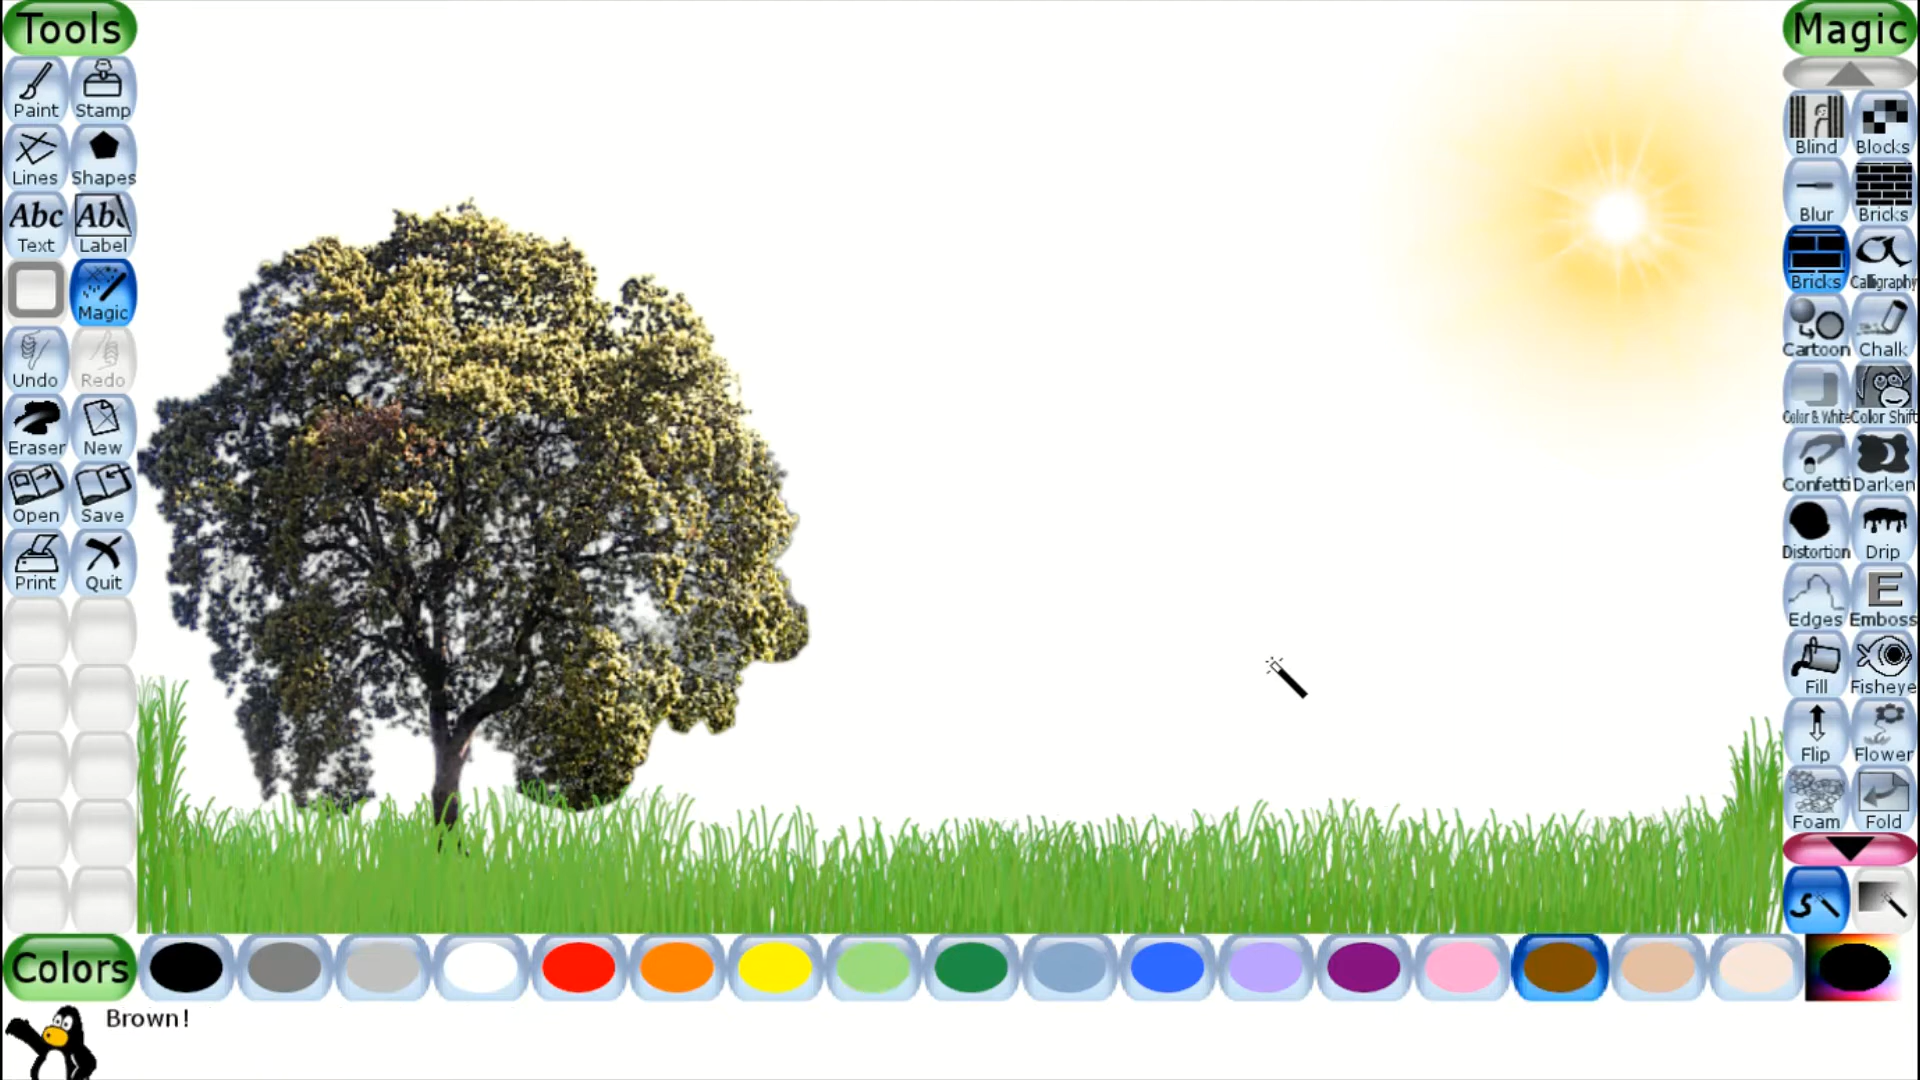 Tools
Magic
Paint
Stamp
Lines
Shapes
Abc
Text
Abc
Label
Magic
Undo
Redo
Eraser
New
Open
Save
Print
Quit
Blind
Blocks
Blur
Bricks
Bricks
Calligraphy
Cartoon
Chalk
Color & White
Color Shift
Confetti
Darken
Distortion
Drip
Edges
E
Emboss
Fill
Fisheye
Flip
Flower
Foam
Fold
Colors
Brown!